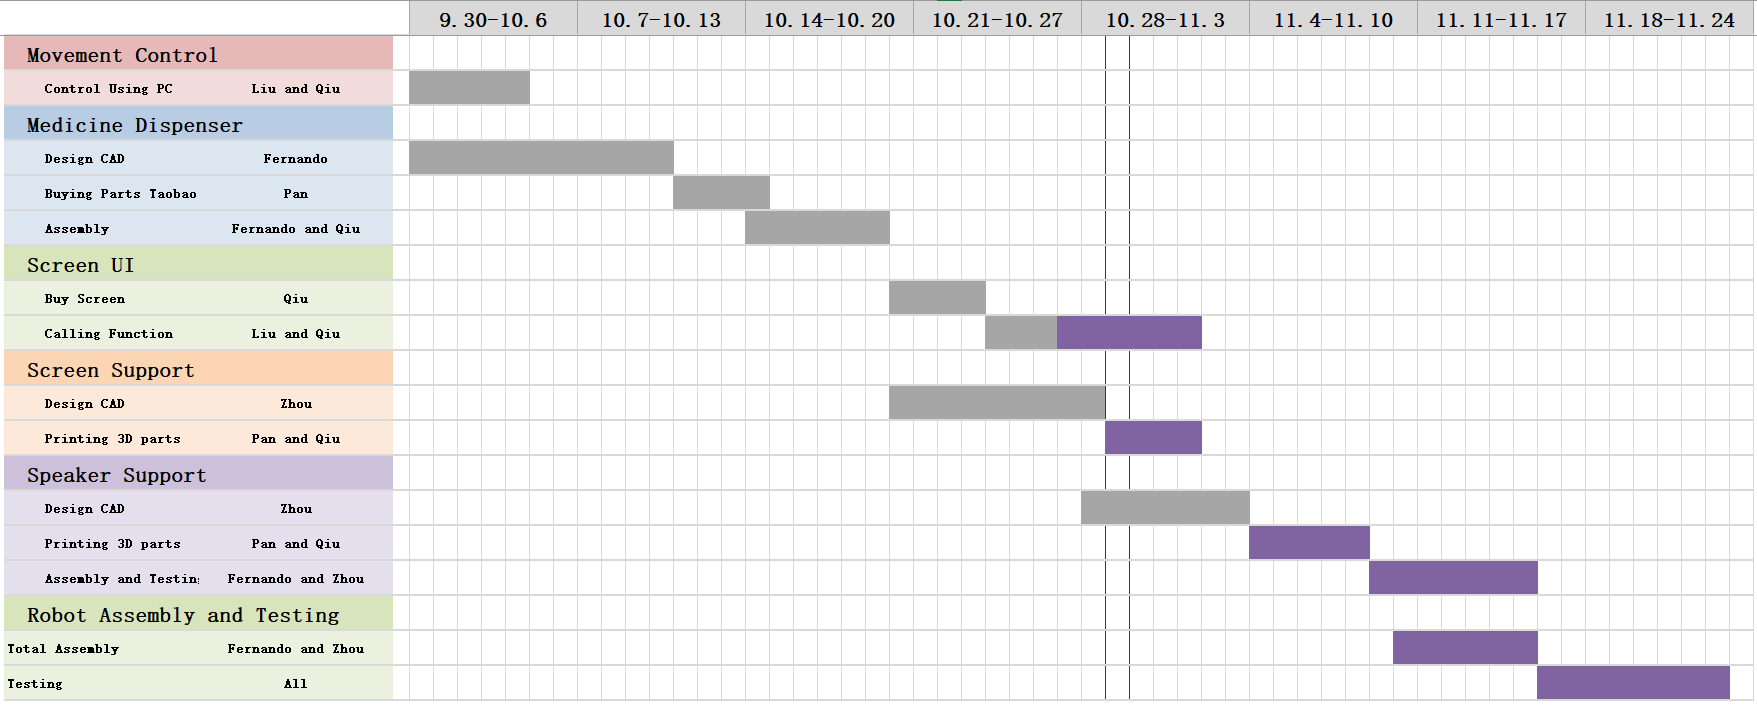 9.30-10.6 10.7-10.13 10.14-10.20 10.21-10.27 10.28-11.3 11.4-11.10 11.11-11.17 11.18-11.24
Movement Control
Control Using PC Liu and Qiu
Medicine Dispenser
Design CAD Fernando
Buying Parts Taobao Pan
Assembly Fernando and Qiu
Screen UI
Buy Screen Qiu
Calling Function Liu and Qiu
Screen Support
Design CAD Zhou
Printing 3D parts Pan and Qiu
Speaker Support
Design CAD Zhou
Printing 3D parts Pan and Qiu
Assembly and Testin Fernando and Zhou
Robot Assembly and Testing
Total Assembly Fernando and Zhou
Testing All